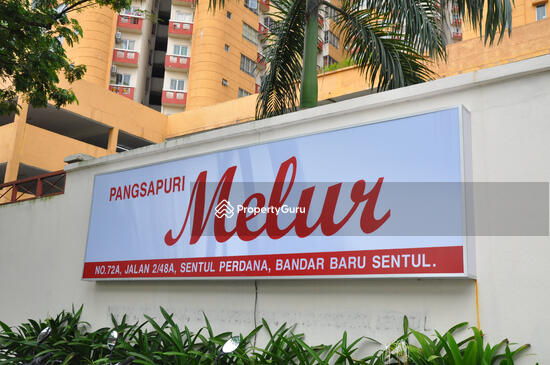 PANGSAPURI
Melur
PropertyGuru
NO.72A, JALAN 2/48A, SENTUL PERDANA, BANDAR BARU SENTUL.